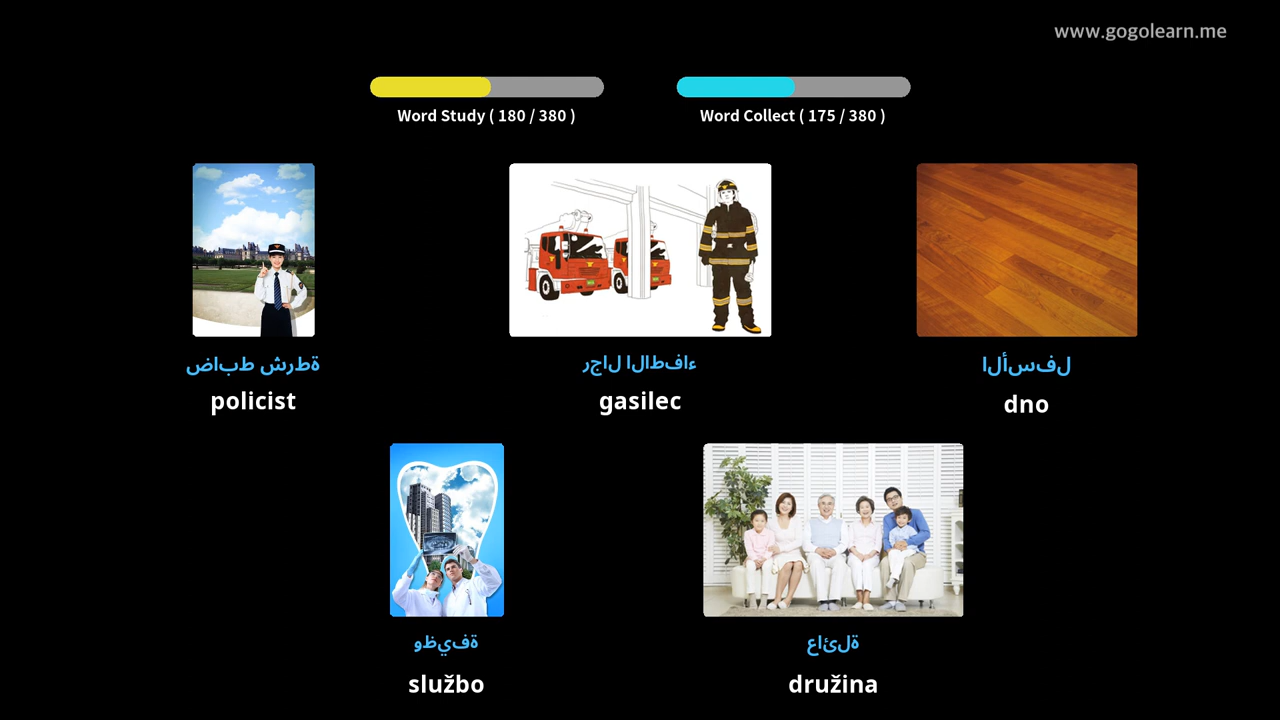 www.gogolearn.me
Word Study ( 180 / 380 )
Word Collect ( 175 / 380 )
ضابط شرطة
policist
رجال الاطفاء
gasilec
الأسفل
dno
وظيفة
službo
عائلة
družina